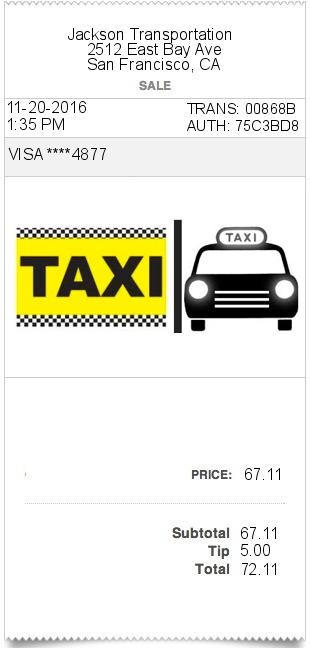 Jackson Transportation
2512 East Bay Ave
San Francisco, CA
SALE
11-20-2016 TRANS: 00868B
1:35 PM AUTH: 75C3BD8
VISA ****4877
TAXI TAXI
PRICE: 67.11
Subtotal 67.11
Tip 5.00
Total 72.11